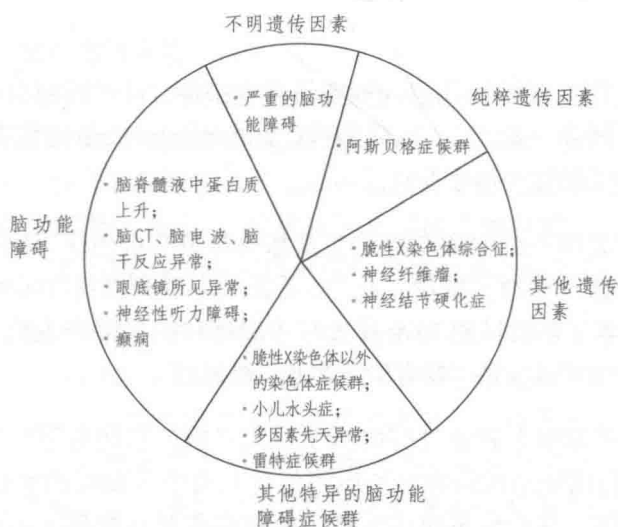 不明遗传因素
纯粹遗传因素
·严重的脑功
能障碍
·阿斯贝格症候群
脑功能
障碍
·脑脊髓液中蛋白质
上升;
·脑CT、脑电波、脑
干反应异常;
·眼底镜所见异常;
·神经性听力障碍;
·癫痫
·脆性X染色体综合征;
·神经纤维瘤;
·神经结节硬化症
其他遗传
因素
·脆性X染色体以外
的染色体症候群;
·小儿水头症;
·多因素先天异常;
·雷特症候群
其他特异的脑功能
障碍症候群